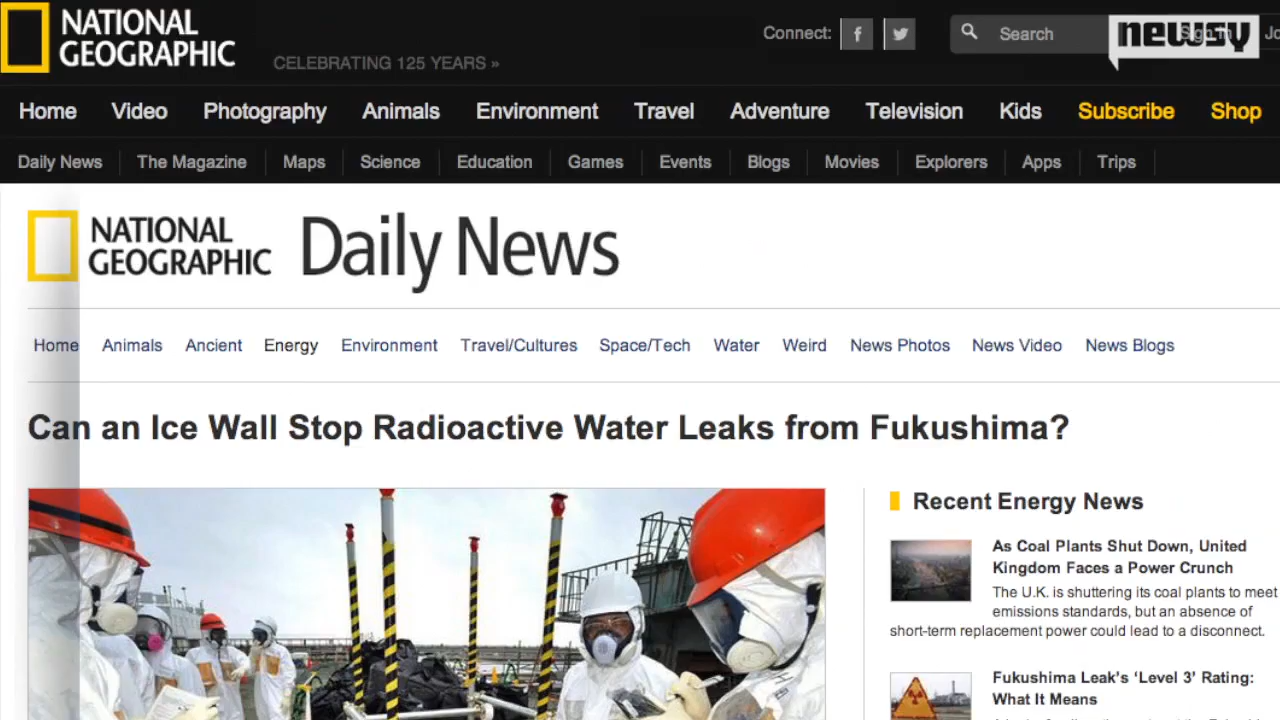 NATIONAL
GEOGRAPHIC
CELEBRATING 125 YEARS »
Connect:
Search
newsy
Home Video Photography Animals Environment Travel Adventure Television Kids Subscribe Shop
Daily News The Magazine Maps Science Education Games Events Blogs Movies Explorers Apps Trips
NATIONAL
GEOGRAPHIC
Daily News
Home Animals Ancient Energy Environment Travel/Cultures Space/Tech Water Weird News Photos News Video News Blogs
Can an Ice Wall Stop Radioactive Water Leaks from Fukushima?
Recent Energy News
As Coal Plants Shut Down, United
Kingdom Faces a Power Crunch
The U.K. is shuttering its coal plants to meet
emissions standards, but an absence of
short-term replacement power could lead to a disconnect.
Fukushima Leak's 'Level 3' Rating:
What It Means